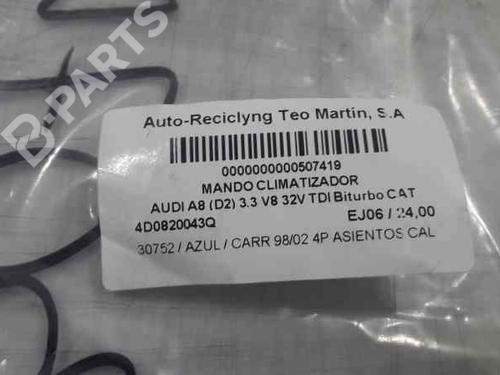 B-PARTS
Auto-Reciclyng Teo Martín, S.A
0000000000507419
MANDO CLIMATIZADOR
AUDI A8 (D2) 3.3 V8 32V TDI Biturbo CAT
4D0820043Q EJ06 / 24,00
30752 / AZUL / CARR 98/02 4P ASIENTOS CAL